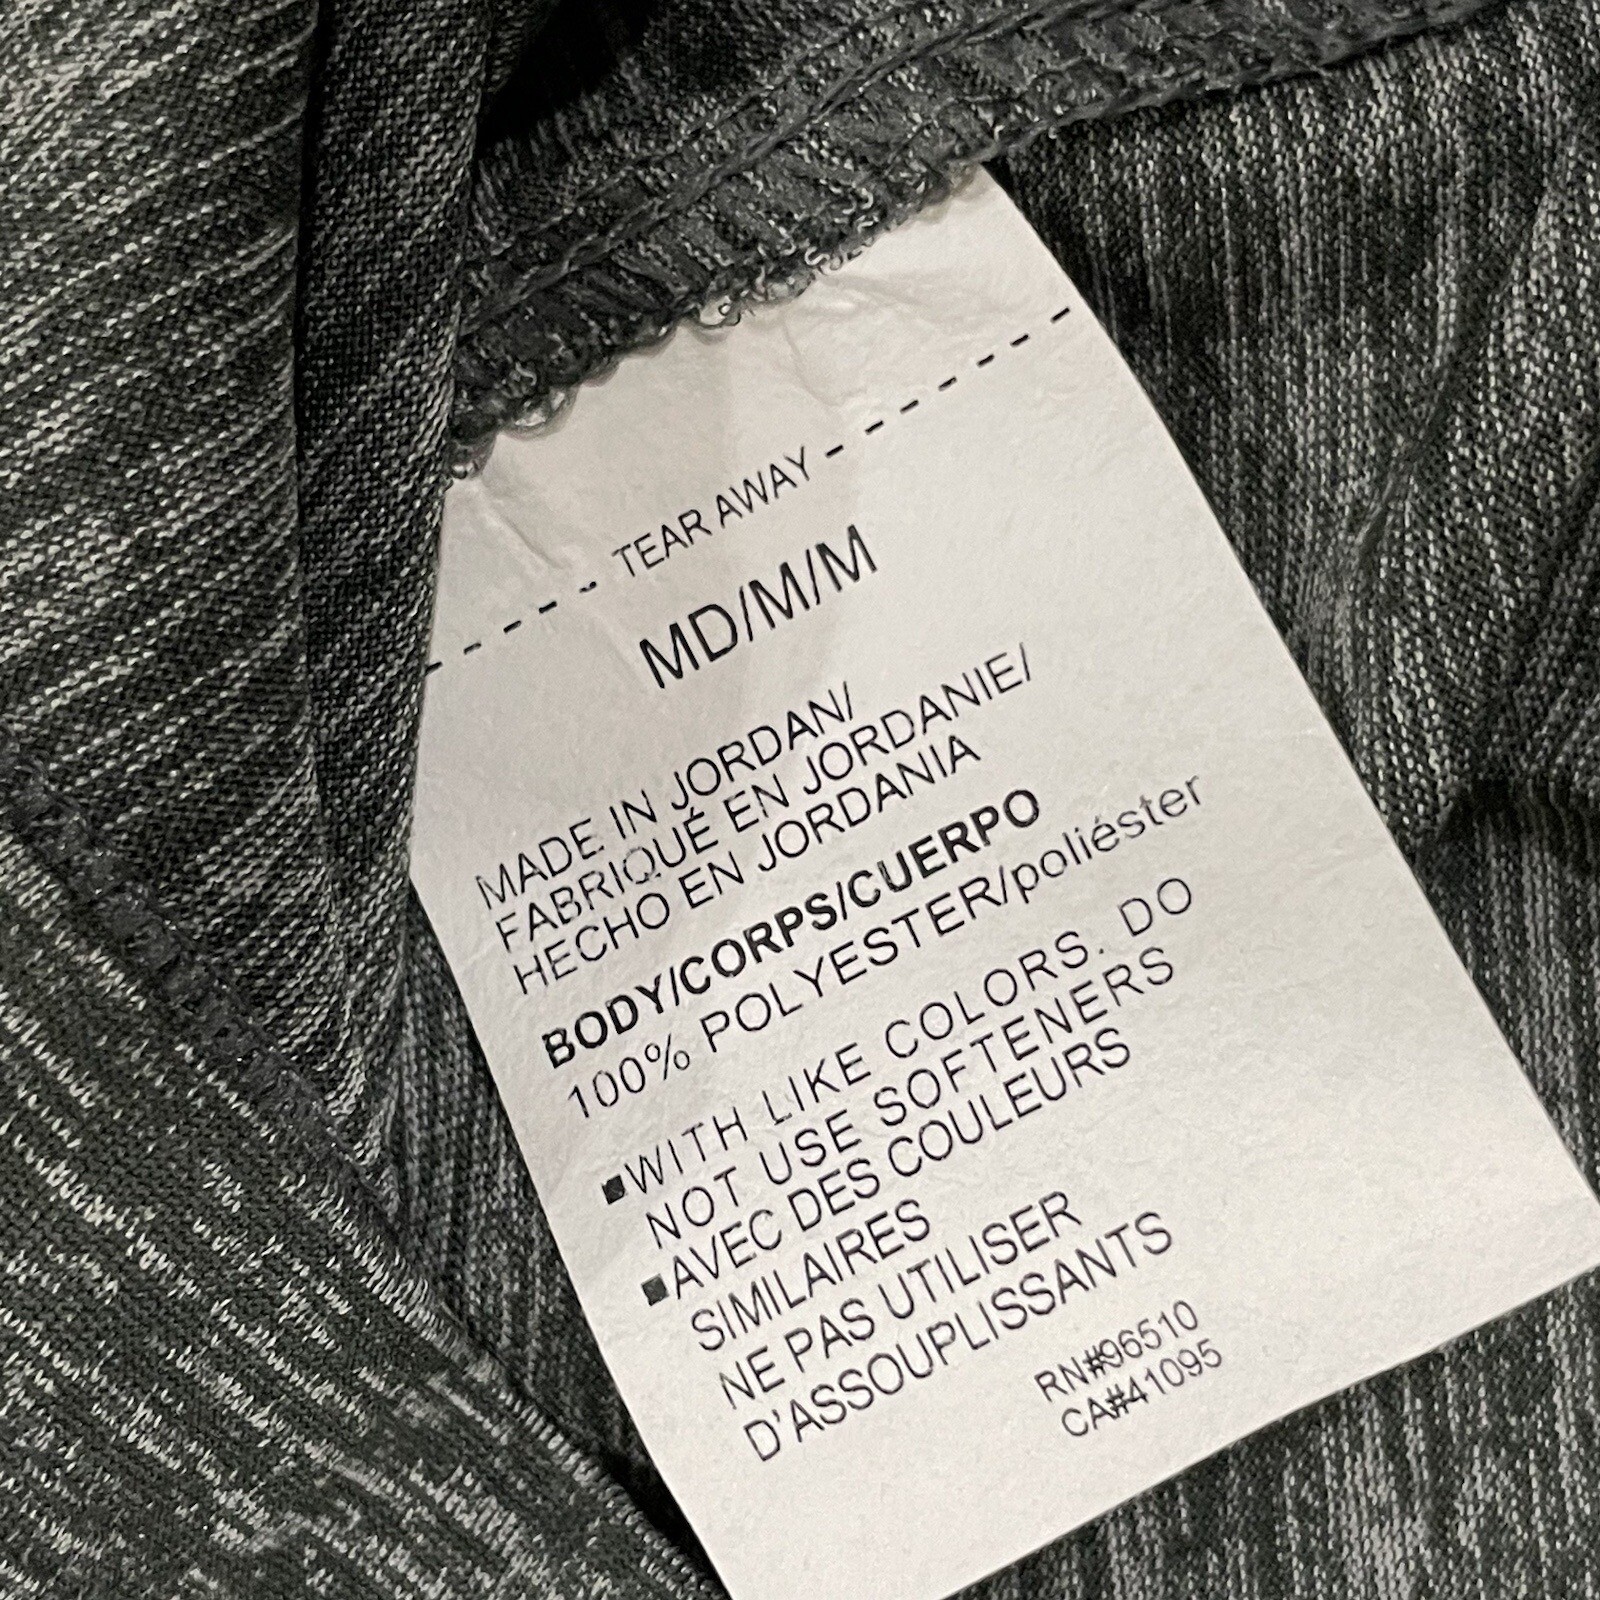 TEAR AWAY
MD/M/M
MADE IN JORDAN/
FABRIQUÉ EN JORDANIE/
HECHO EN JORDANIA
BODY/CORPS/CUERPO
100% POLYESTER/poliéster
▪WITH LIKE COLORS. DO
NOT USE SOFTENERS
▪AVEC DES COULEURS
SIMILAIRES
NE PAS UTILISER
D'ASSOUPLISSANTS
RN#96510
CA#41095